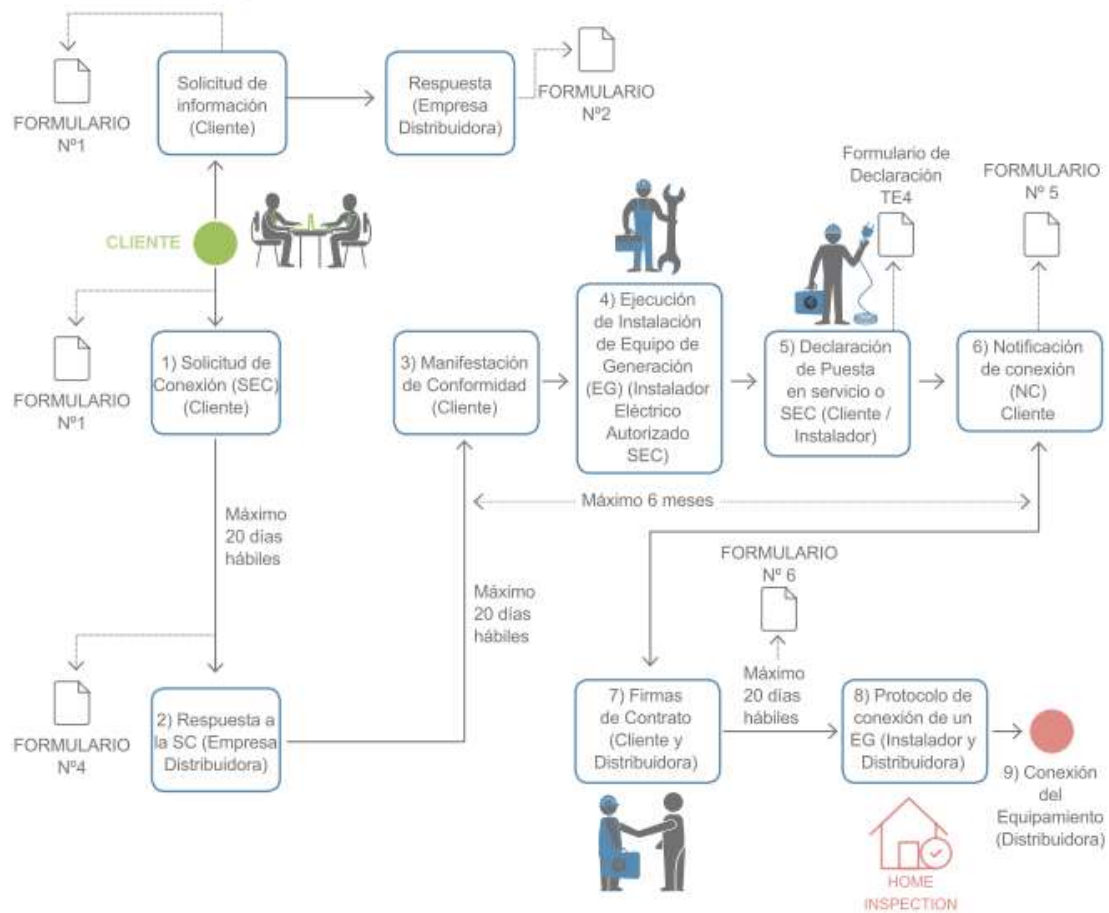 Solicitud de
información
(Cliente)
Respuesta
(Empresa
Distribuidora)
FORMULARIO
Nº1
FORMULARIO
Nº2
CLIENTE
Formulario de
Declaración
TE4
FORMULARIO
Nº 5
FORMULARIO
Nº1
1) Solicitud de
Conexión (SEC)
(Cliente)
3) Manifestación
de Conformidad
(Cliente)
4) Ejecución
de Instalación
de Equipo de
Generación
(EG) (Instalador
Eléctrico
Autorizado
SEC)
5) Declaración
de Puesta
en servicio o
SEC (Cliente /
Instalador)
6) Notificación
de conexión
(NC)
Cliente
Máximo 6 meses
Máximo
20 días
hábiles
Máximo
20 días
hábiles
FORMULARIO
Nº 6
Máximo
20 días
hábiles
FORMULARIO
Nº4
2) Respuesta a
la SC (Empresa
Distribuidora)
7) Firmas
de Contrato
(Cliente y
Distribuidora)
8) Protocolo de
conexión de un
EG (Instalador y
Distribuidora)
9) Conexión
del
Equipamiento
(Distribuidora)
HOME
INSPECTION